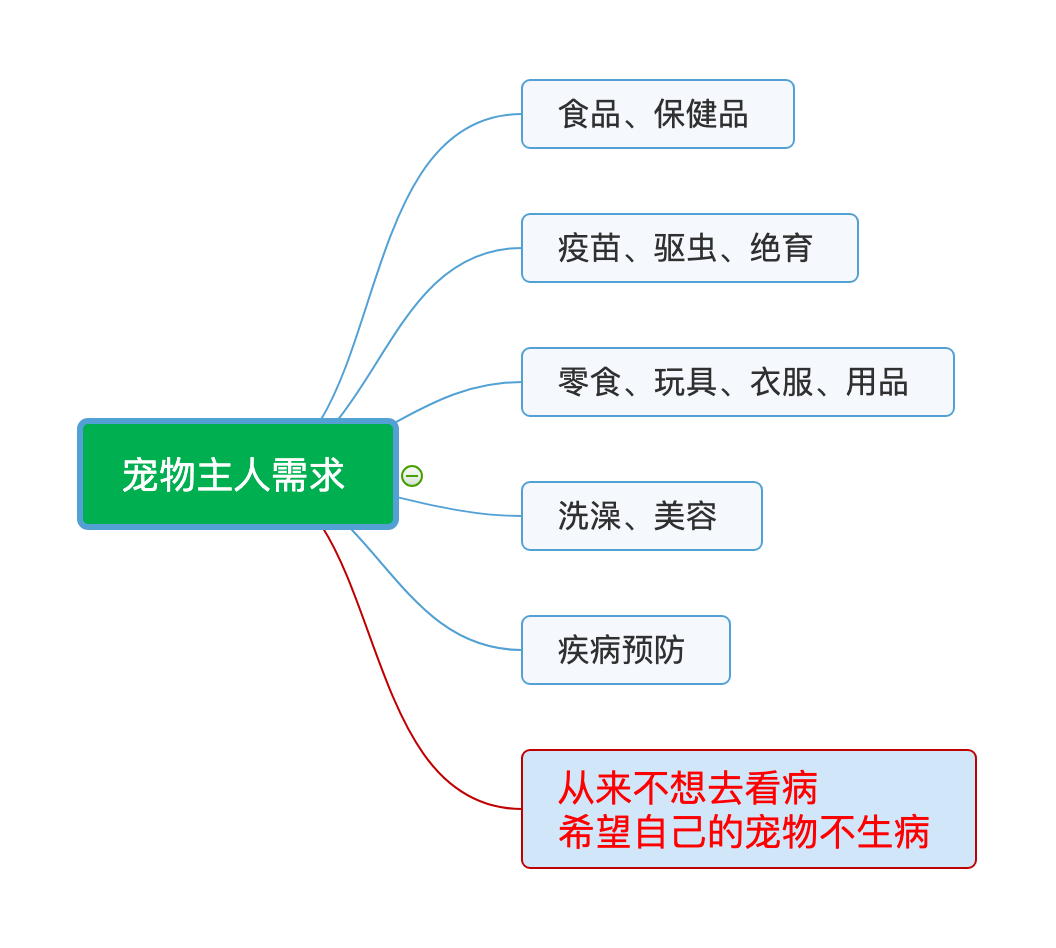 食品、保健品
疫苗、驱虫、绝育
零食、玩具、衣服、用品
宠物主人需求
洗澡、美容
疾病预防
从来不想去看病
希望自己的宠物不生病